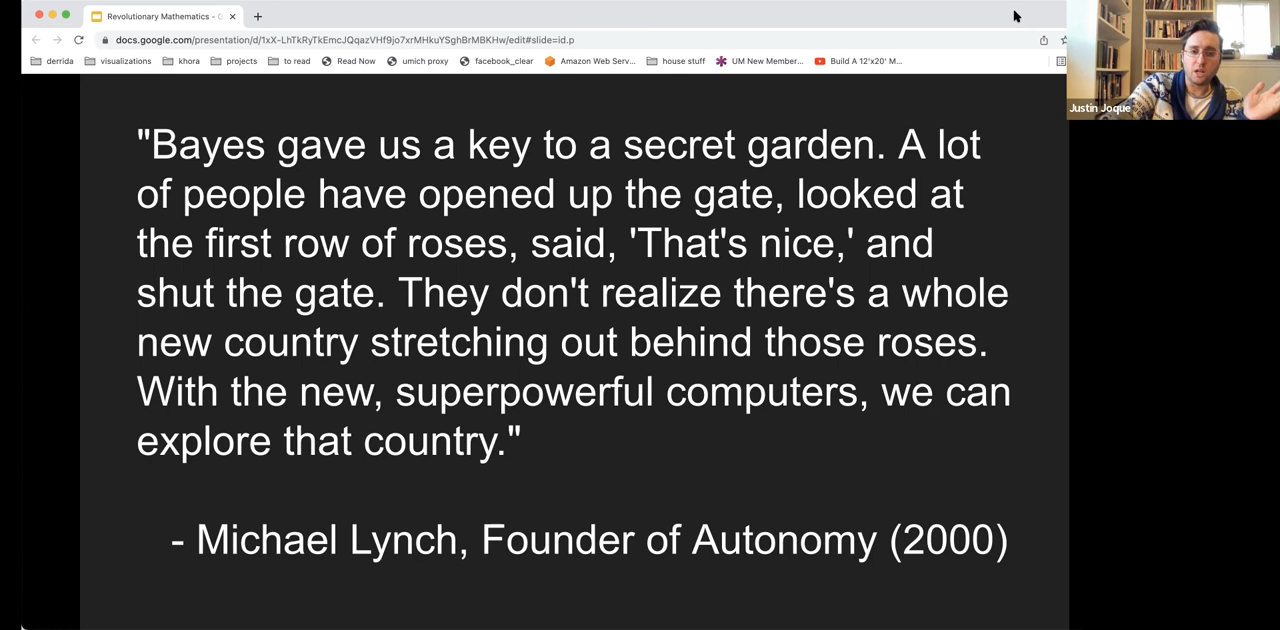 Revolutionary Mathematics - (
docs.google.com/presentation/d/1xX-LhTkRyTkEmcJQqazVHf9jo7xrMHkuYSghBrMBKHw/edit#slide=id.p
derrida visualizations khora projects to read Read Now umich proxy facebook_clear Amazon Web Serv... house stuff UM New Member... Build A 12'x20' M...
Justin Joque
"Bayes gave us a key to a secret garden. A lot
of people have opened up the gate, looked at
the first row of roses, said, 'That's nice,' and
shut the gate. They don't realize there's a whole
new country stretching out behind those roses.
With the new, superpowerful computers, we can
explore that country."
- Michael Lynch, Founder of Autonomy (2000)